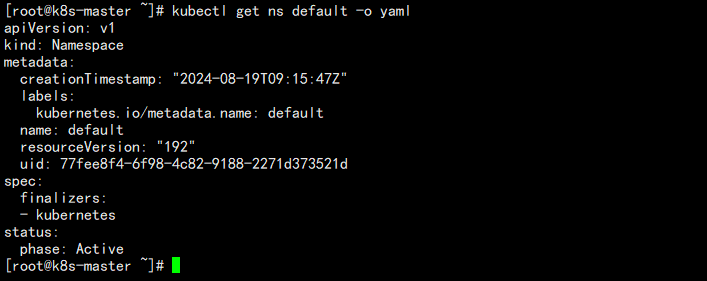 [root@k8s-master ~]# kubectl get ns default -o yaml
apiVersion: v1
kind: Namespace
metadata:
  creationTimestamp: "2024-08-19T09:15:47Z"
  labels:
    kubernetes.io/metadata.name: default
  name: default
  resourceVersion: "192"
  uid: 77fee8f4-6f98-4c82-9188-2271d373521d
spec:
  finalizers:
  - kubernetes
status:
  phase: Active
[root@k8s-master ~]#